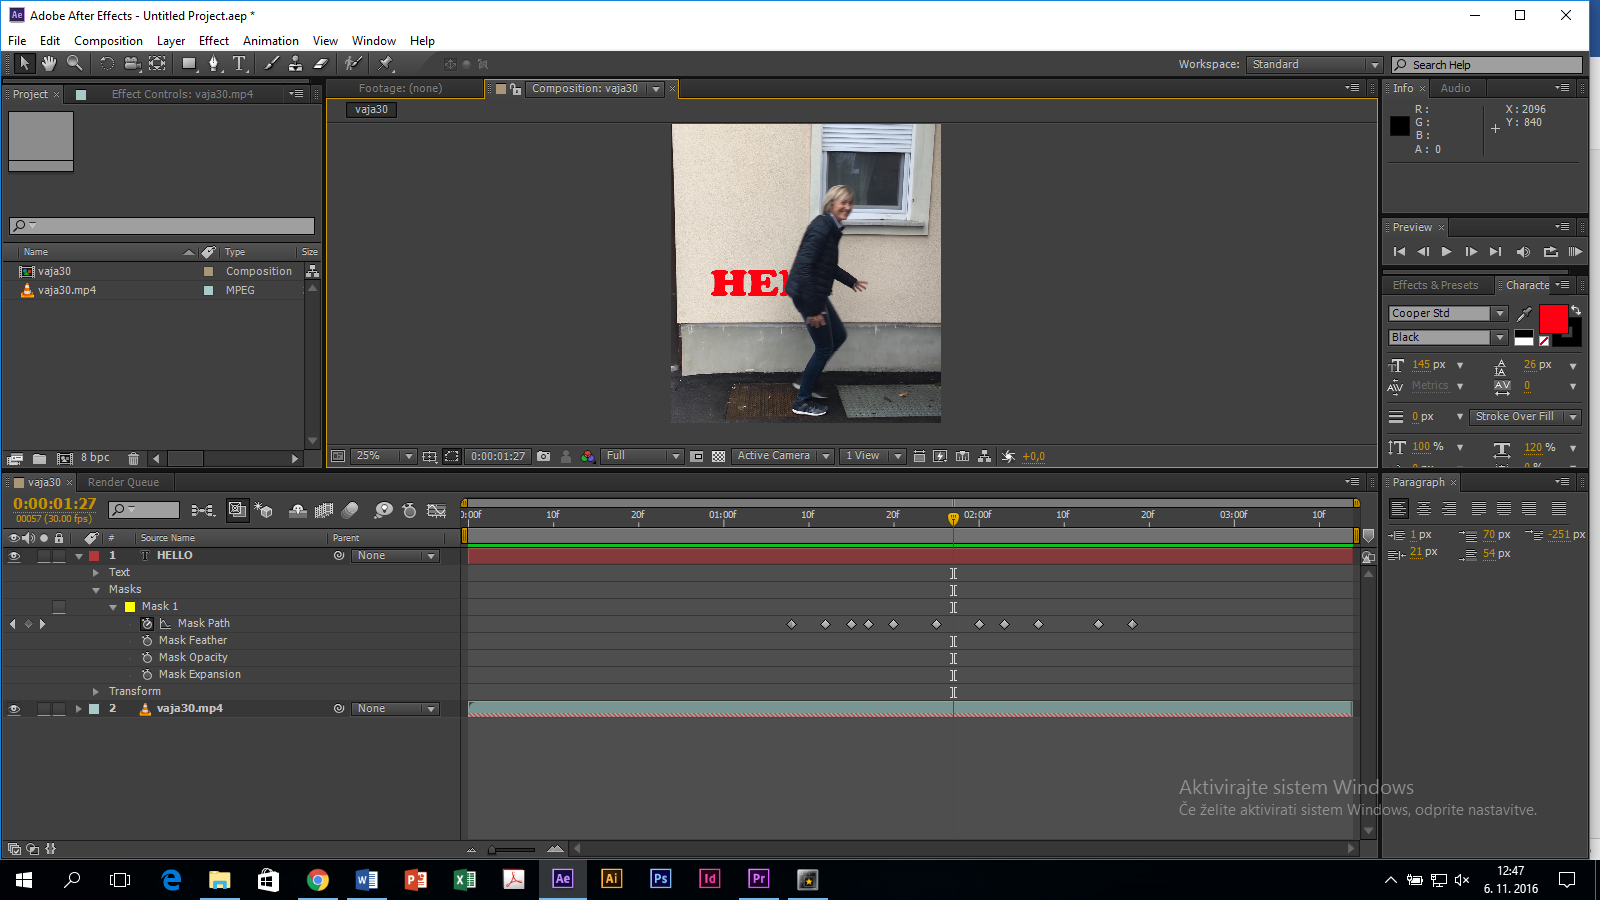 Adobe After Effects - Untitled Project.aep *
File Edit Composition Layer Effect Animation View Window Help
Workspace: Standard Search Help
Project × Effect Controls: vaja30.mp4
Footage: (none) Composition: vaja30 ×
vaja30
Info × Audio
R :
G :
B :
A : 0
X : 2096
Y : 840
Preview ×
Name Type Size
vaja30 Composition
vaja30.mp4 MPEG
HEL
Effects & Presets Characte
Cooper Std
Black
145 px 26 px
Metrics 0
0 px Stroke Over Fill
100 % 120 %
8 bpc
25% 0:00:01:27 Full Active Camera 1 View +0,0
vaja30 × Render Queue
0:00:01:27
00057 (30.00 fps)
0:00f 10f 20f 01:00f 10f 20f 02:00f 10f 20f 03:00f 10f
# Source Name Parent
1 T HELLO None
Text
Masks
Mask 1
Mask Path
Mask Feather
Mask Opacity
Mask Expansion
Transform
2 vaja30.mp4 None
Paragraph ×
1 px 70 px -251 px
21 px 54 px
Aktivirajte sistem Windows
Če želite aktivirati sistem Windows, odprite nastavitve.
Ae Ai Ps Id Pr
12:47
6. 11. 2016